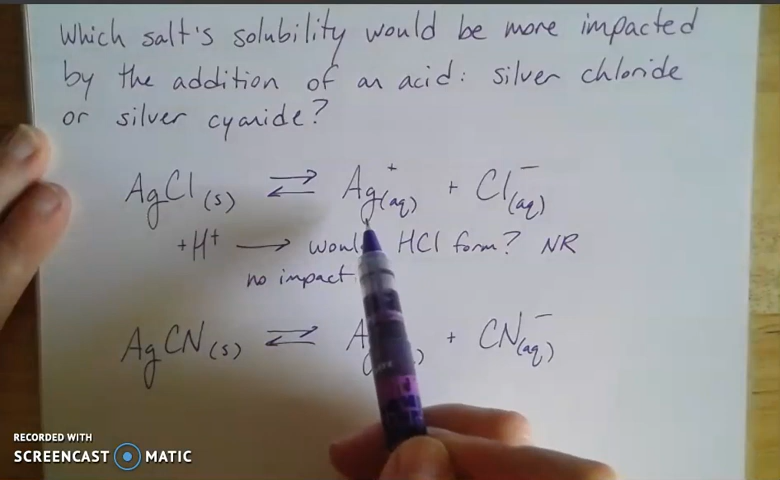 Which salt's solubility would be more impacted
by the addition of an acid: silver chloride
or silver cyanide?
AgCl(s) ⇌ Ag⁺(aq) + Cl⁻(aq)
+H⁺ → would HCl form? NR
no impact
AgCN(s) ⇌ A ) + CN⁻(aq)
RECORDED WITH
SCREENCAST MATIC